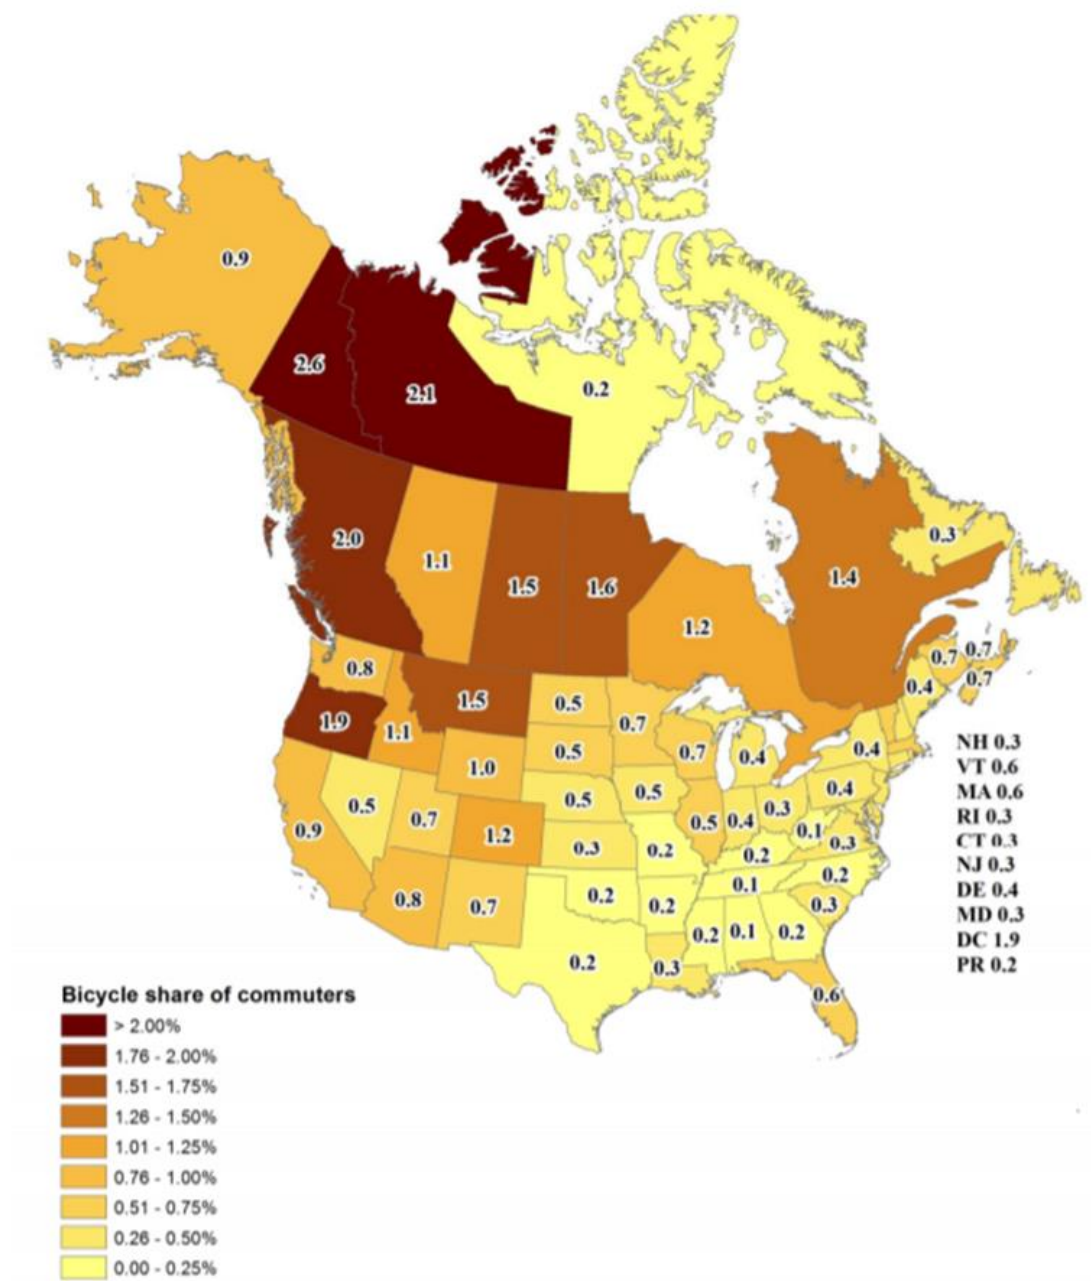 0.9
2.6
2.1
0.2
2.0
1.1
1.5
1.6
1.2
1.4
0.3
0.7 0.7
0.7
0.4
0.8
1.5
0.5
0.7
1.9
1.1
1.0
0.5
0.7
0.4
0.4
0.5
0.7
0.5
0.5
0.4
0.9
1.2
0.3
0.2
0.5
0.4
0.3
0.1
0.3
0.2
0.2
0.8
0.7
0.2
0.2
0.1
0.3
0.2
0.1
0.2
0.2
0.3
0.6
NH 0.3
VT 0.6
MA 0.6
RI 0.3
CT 0.3
NJ 0.3
DE 0.4
MD 0.3
DC 1.9
PR 0.2
Bicycle share of commuters
> 2.00%
1.76 - 2.00%
1.51 - 1.75%
1.26 - 1.50%
1.01 - 1.25%
0.76 - 1.00%
0.51 - 0.75%
0.26 - 0.50%
0.00 - 0.25%